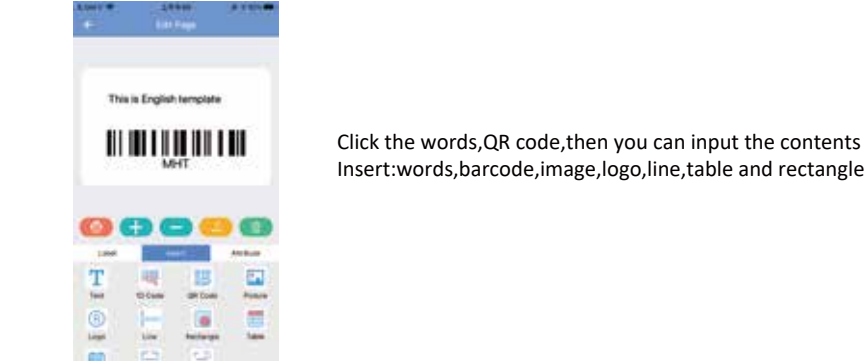 Edit Page
This is English template
MHT
Click the words,QR code,then you can input the contents
Insert:words,barcode,image,logo,line,table and rectangle
Label Insert Attribute
Text 1D Code QR Code Picture
Logo Line Rectangle Table